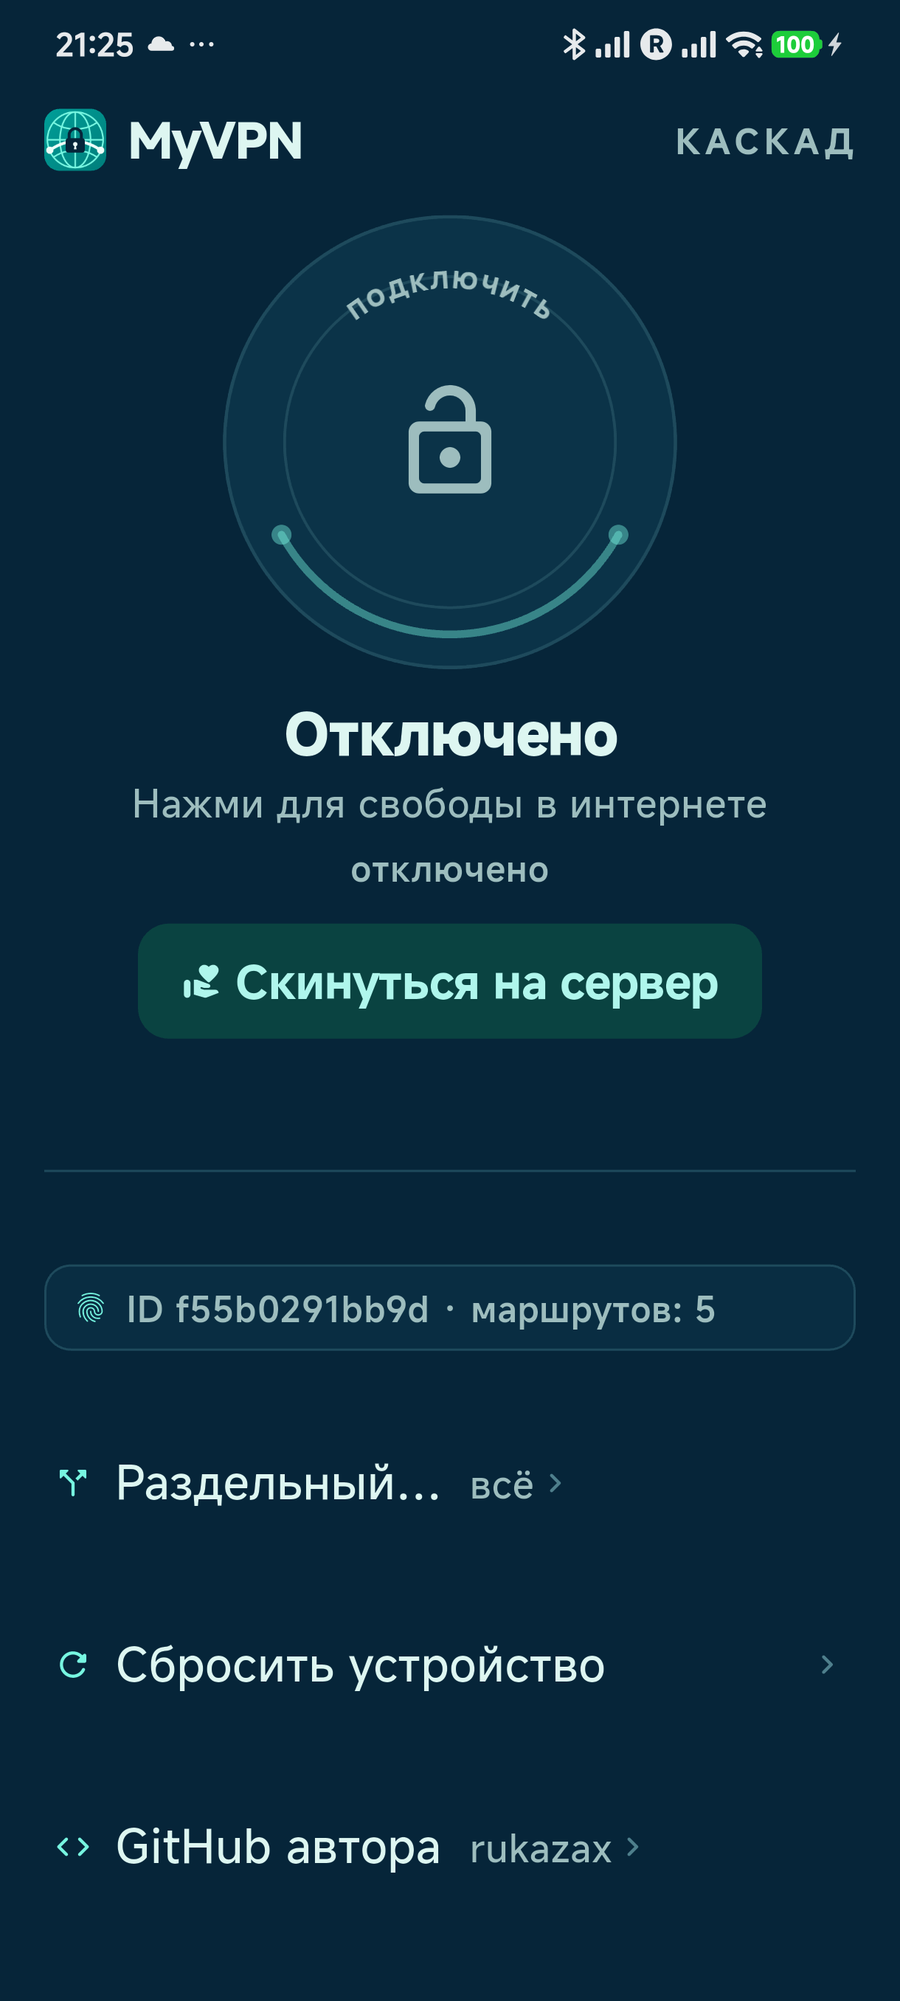 21:25 ... R 100
MyVPN КАСКАД
ПОДКЛЮЧИТЬ
Отключено
Нажми для свободы в интернете
отключено
Скинуться на сервер
ID f55b0291bb9d · маршрутов: 5
Раздельный... всё
Сбросить устройство
GitHub автора rukazax